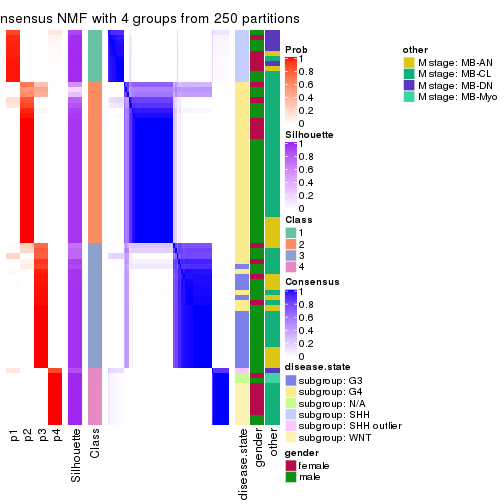 nsensus NMF with 4 groups from 250 partitions
Prob
1
0.8
0.6
0.4
0.2
0
Silhouette
1
0.8
0.6
0.4
0.2
0
Class
1
2
3
4
Consensus
1
0.8
0.6
0.4
0.2
0
disease.state
subgroup: G3
subgroup: G4
subgroup: N/A
subgroup: SHH
subgroup: SHH outlier
subgroup: WNT
gender
female
male
other
M stage: MB-AN
M stage: MB-CL
M stage: MB-DN
M stage: MB-Myo
p1
p2
p3
p4
Silhouette
Class
disease.state
gender
other